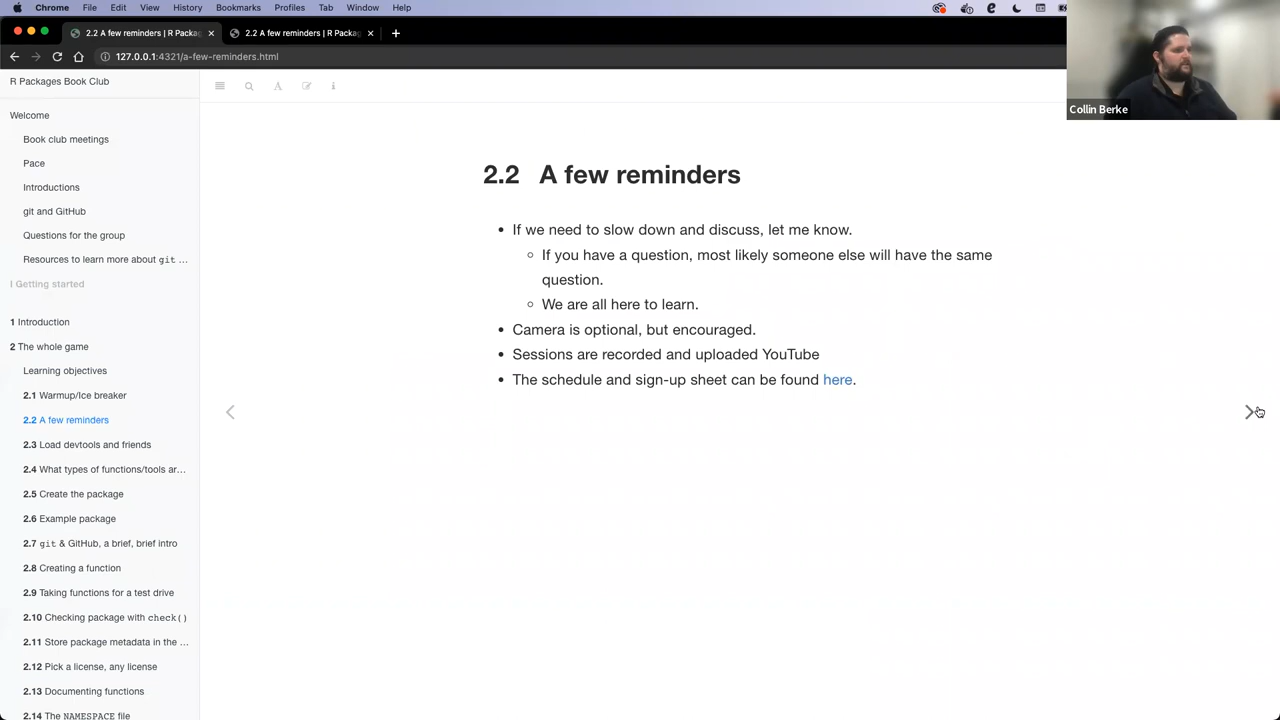 Chrome File Edit View History Bookmarks Profiles Tab Window Help
2.2 A few reminders | R Packag
2.2 A few reminders | R Packag
127.0.0.1:4321/a-few-reminders.html
R Packages Book Club
Welcome
Book club meetings
Pace
Introductions
git and GitHub
Questions for the group
Resources to learn more about git ...
I Getting started
1 Introduction
2 The whole game
Learning objectives
2.1 Warmup/Ice breaker
2.2 A few reminders
2.3 Load devtools and friends
2.4 What types of functions/tools ar...
2.5 Create the package
2.6 Example package
2.7 git & GitHub, a brief, brief intro
2.8 Creating a function
2.9 Taking functions for a test drive
2.10 Checking package with check()
2.11 Store package metadata in the ...
2.12 Pick a license, any license
2.13 Documenting functions
2.14 The NAMESPACE file
2.2 A few reminders
If we need to slow down and discuss, let me know.
If you have a question, most likely someone else will have the same
question.
We are all here to learn.
Camera is optional, but encouraged.
Sessions are recorded and uploaded YouTube
The schedule and sign-up sheet can be found here.
Collin Berke